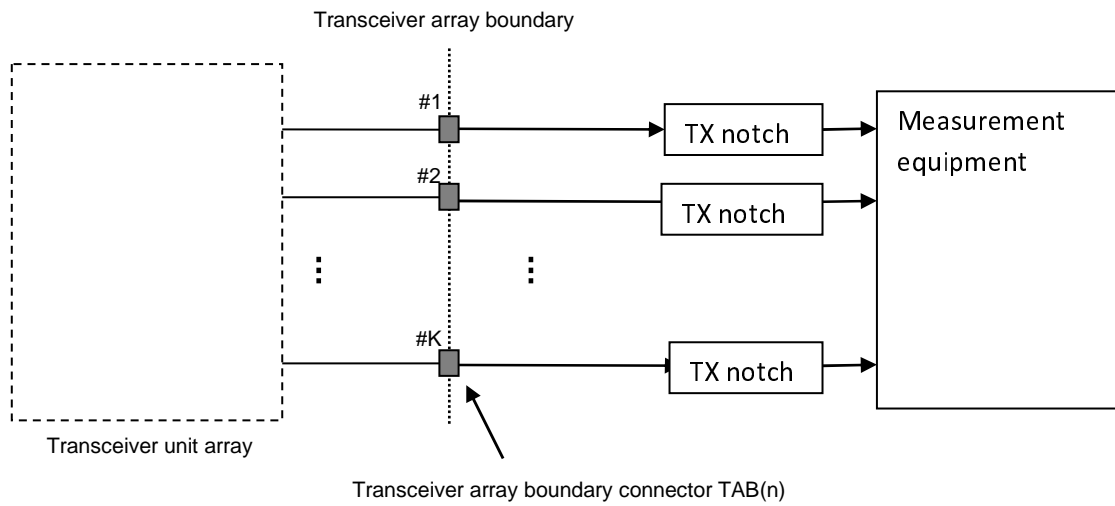 Transceiver array boundary
#1
TX notch
Measurement
equipment
#2
TX notch
#K
TX notch
Transceiver unit array
Transceiver array boundary connector TAB(n)